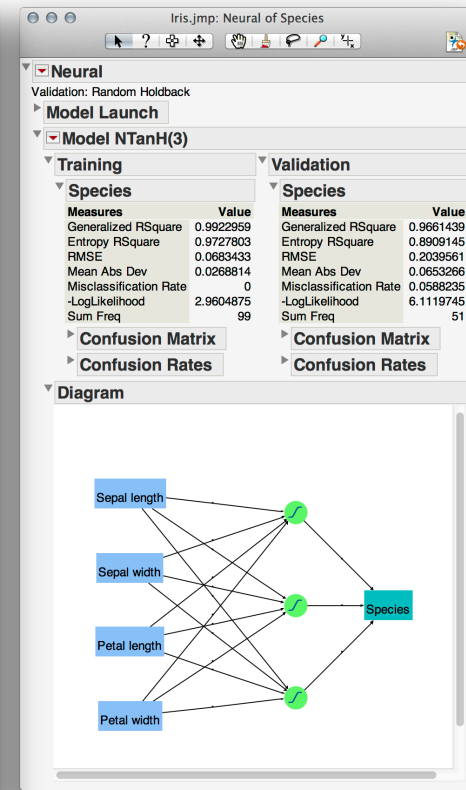 Iris.jmp: Neural of Species
?
Neural
Validation: Random Holdback
Model Launch
Model NTanH(3)
Training
Species
Measures Value
Generalized RSquare 0.9922959
Entropy RSquare 0.9727803
RMSE 0.0683433
Mean Abs Dev 0.0268814
Misclassification Rate 0
-LogLikelihood 2.9604875
Sum Freq 99
Confusion Matrix
Confusion Rates
Validation
Species
Measures Value
Generalized RSquare 0.9661439
Entropy RSquare 0.8909145
RMSE 0.2039561
Mean Abs Dev 0.0653266
Misclassification Rate 0.0588235
-LogLikelihood 6.1119745
Sum Freq 51
Confusion Matrix
Confusion Rates
Diagram
Sepal length
Sepal width
Petal length
Petal width
Species